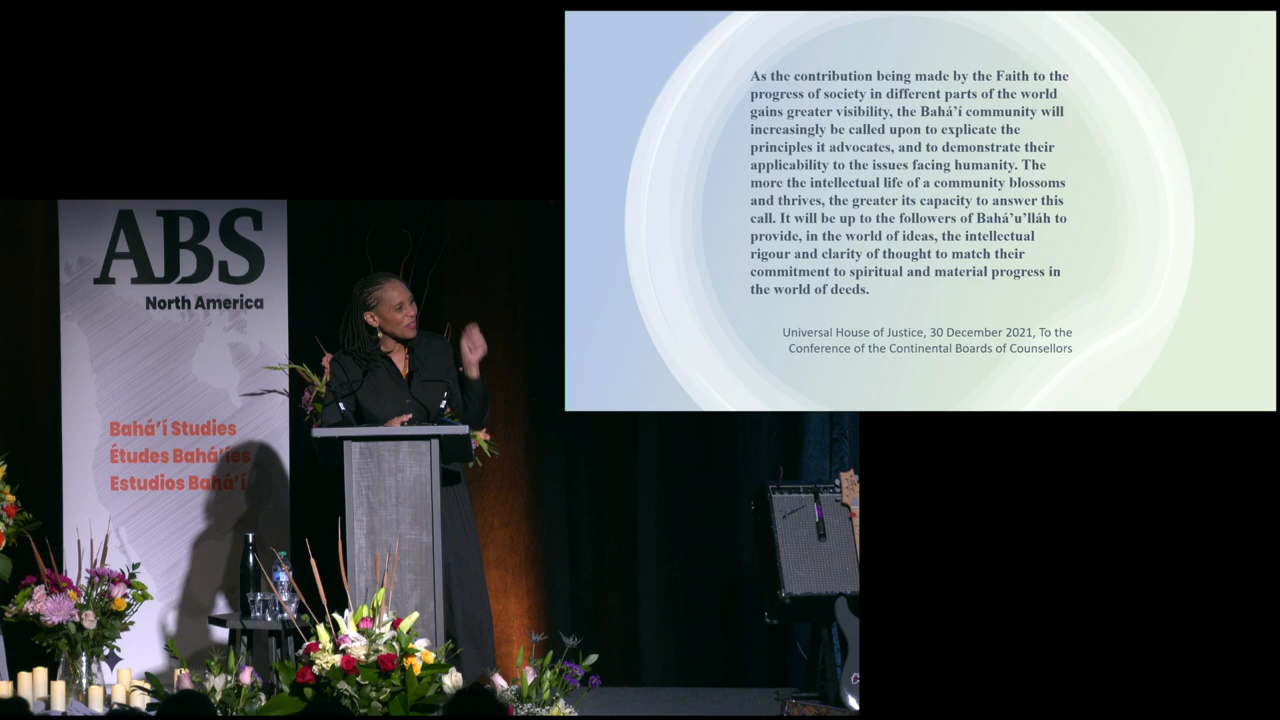 As the contribution being made by the Faith to the
progress of society in different parts of the world
gains greater visibility, the Bahá'í community will
increasingly be called upon to explicate the
principles it advocates, and to demonstrate their
applicability to the issues facing humanity. The
more the intellectual life of a community blossoms
and thrives, the greater its capacity to answer this
call. It will be up to the followers of Bahá'u'lláh to
provide, in the world of ideas, the intellectual
rigour and clarity of thought to match their
commitment to spiritual and material progress in
the world of deeds.
Universal House of Justice, 30 December 2021, To the
Conference of the Continental Boards of Counsellors
ABS
North America
Bahá'í Studies
Études Bahá'íes
Estudios Bahá'í